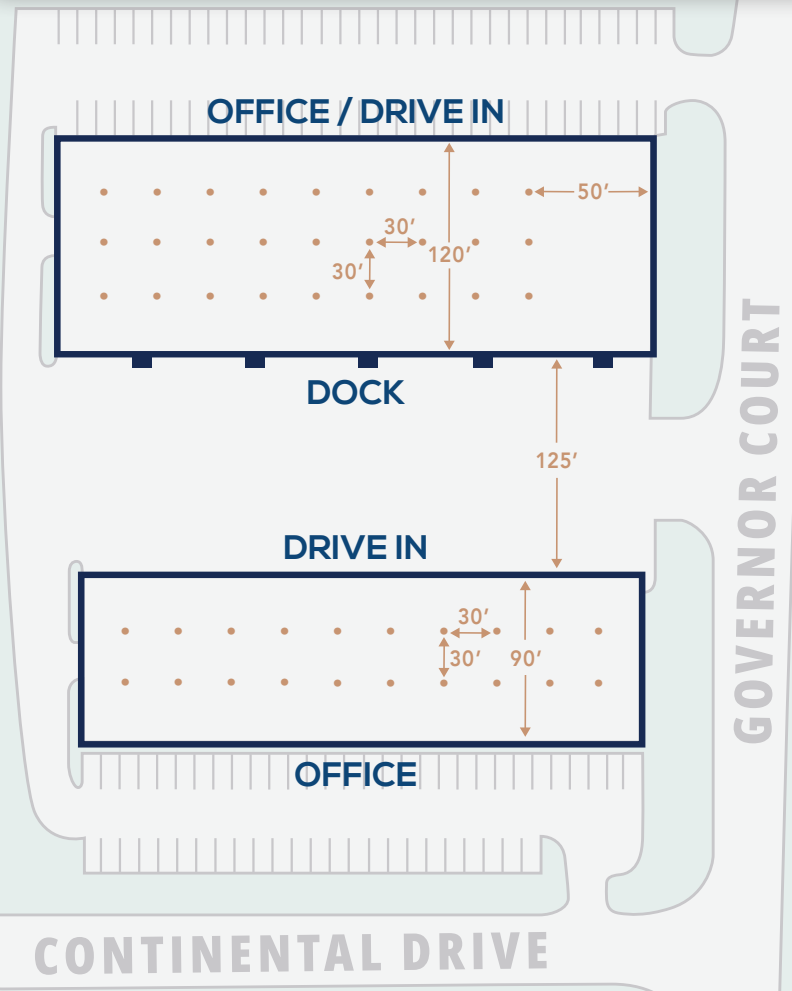 OFFICE / DRIVE IN
50′
30′
120′
30′
DOCK
125′
DRIVE IN
30′
30′
90′
OFFICE
GOVERNOR COURT
CONTINENTAL DRIVE